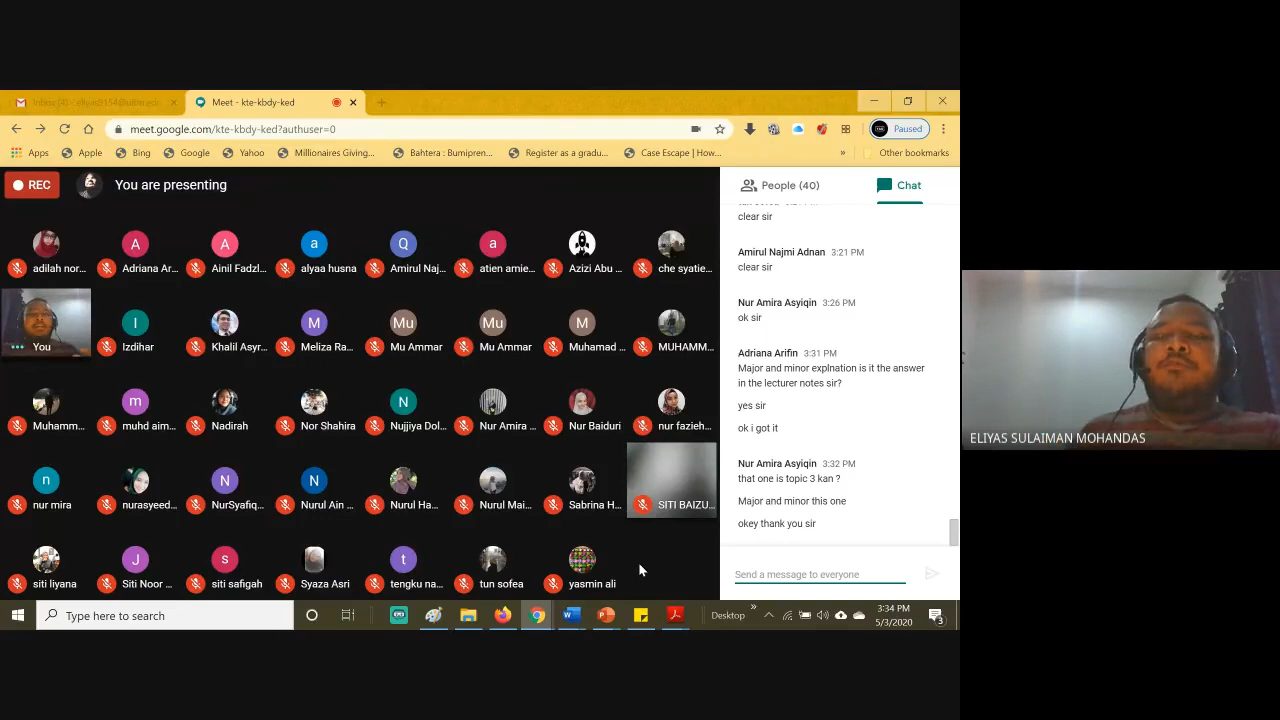 Meet - kte-kbdy-ked
meet.google.com/kte-kbdy-ked?authuser=0
Paused
Apps
Apple
Bing
Google
Yahoo
Millionaires Giving...
Bahtera : Bumipren...
Register as a gradu...
Case Escape | How...
»
Other bookmarks
REC
You are presenting
People (40)
Chat
clear sir
Amirul Najmi Adnan 3:21 PM
clear sir
Nur Amira Asyiqin 3:26 PM
ok sir
Adriana Arifin 3:31 PM
Major and minor explnation is it the answer
in the lecturer notes sir?
yes sir
ok i got it
Nur Amira Asyiqin 3:32 PM
that one is topic 3 kan ?
Major and minor this one
okey thank you sir
Send a message to everyone
A A a Q a
adilah nor... Adriana Ar... Ainil Fadzl... alyaa husna Amirul Naj... atien amie... Azizi Abu ... che syatie...
I M Mu Mu M
You Izdihar Khalil Asyr... Meliza Ra... Mu Ammar Mu Ammar Muhamad ... MUHAMM...
m N
Muhamm... muhd aim... Nadirah Nor Shahira Nujjiya Dol... Nur Amira ... Nur Baiduri nur fazieh...
n N N
nur mira nurasyeed... NurSyafiq... Nurul Ain ... Nurul Ha... Nurul Mai... Sabrina H... SITI BAIZU...
J s t
siti liyami Siti Noor ... siti safigah Syaza Asri tengku na... tun sofea yasmin ali
ELIYAS SULAIMAN MOHANDAS
Type here to search
Desktop
»
3:34 PM
5/3/2020
3